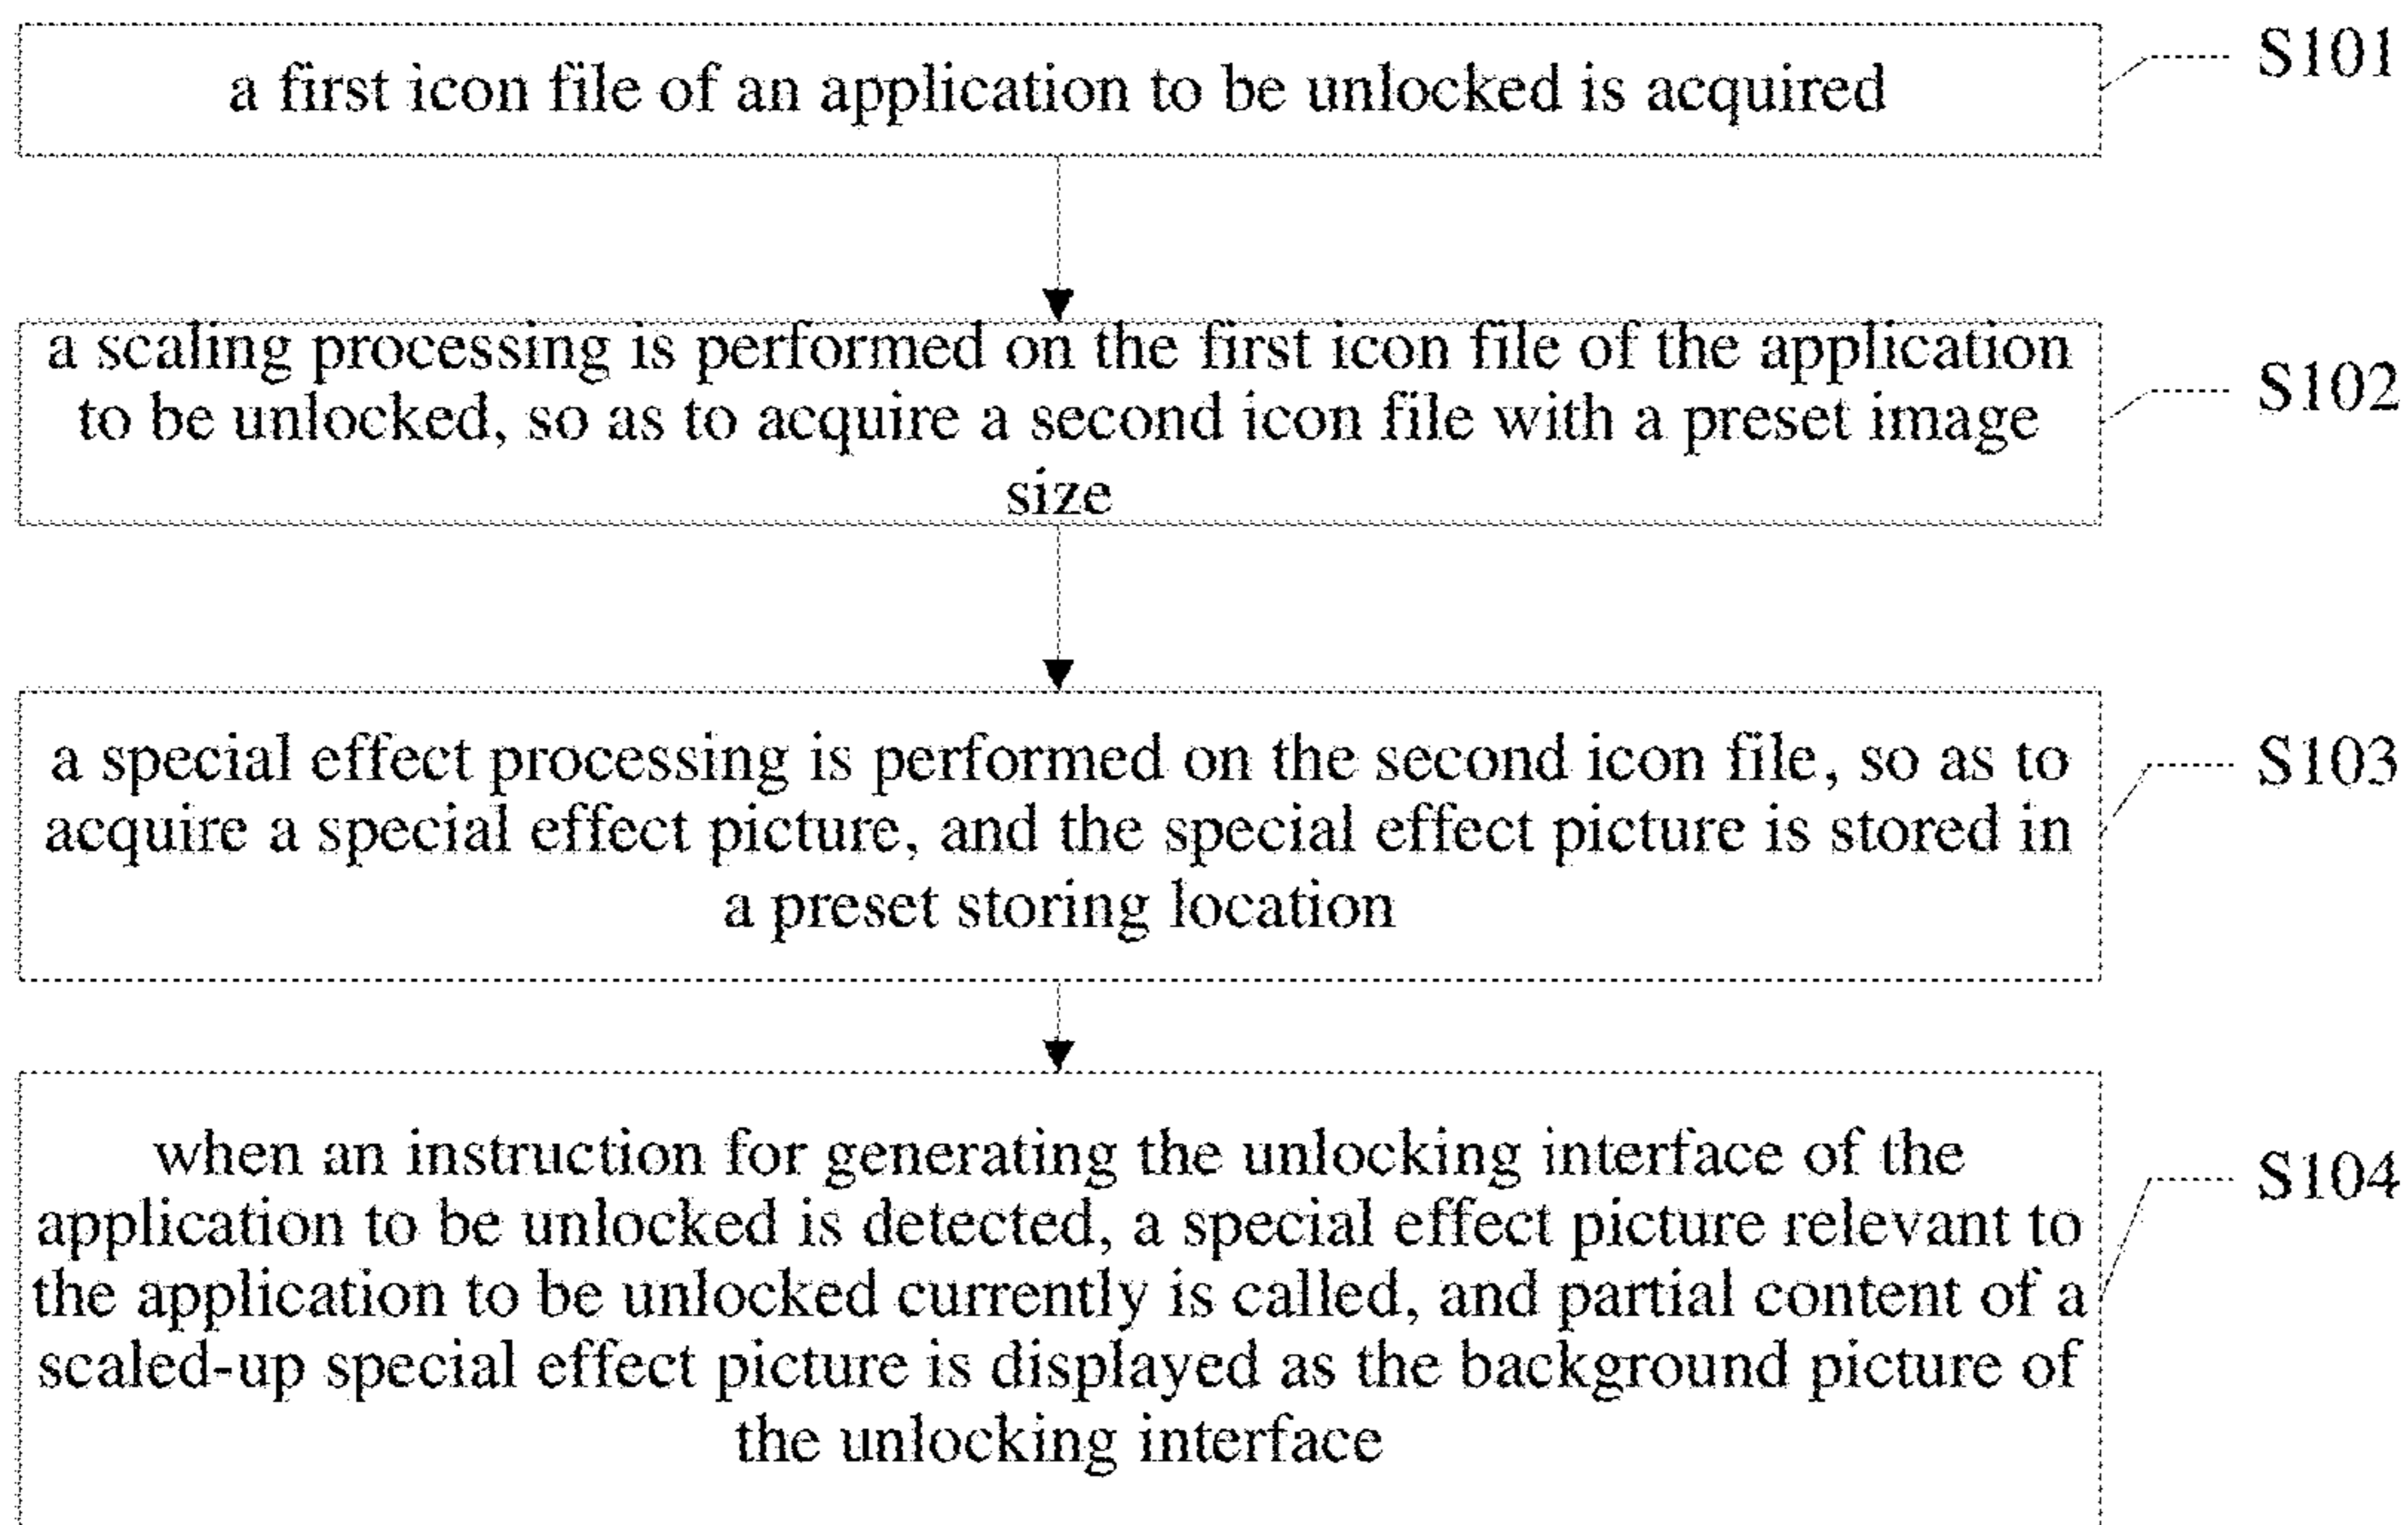 a first icon file of an application to be unlocked is acquired
S101
a scaling processing is performed on the first icon file of the application
to be unlocked, so as to acquire a second icon file with a preset image
size
S102
a special effect processing is performed on the second icon file, so as to
acquire a special effect picture, and the special effect picture is stored in
a preset storing location
S103
when an instruction for generating the unlocking interface of the
application to be unlocked is detected, a special effect picture relevant to
the application to be unlocked currently is called, and partial content of a
scaled-up special effect picture is displayed as the background picture of
the unlocking interface
S104